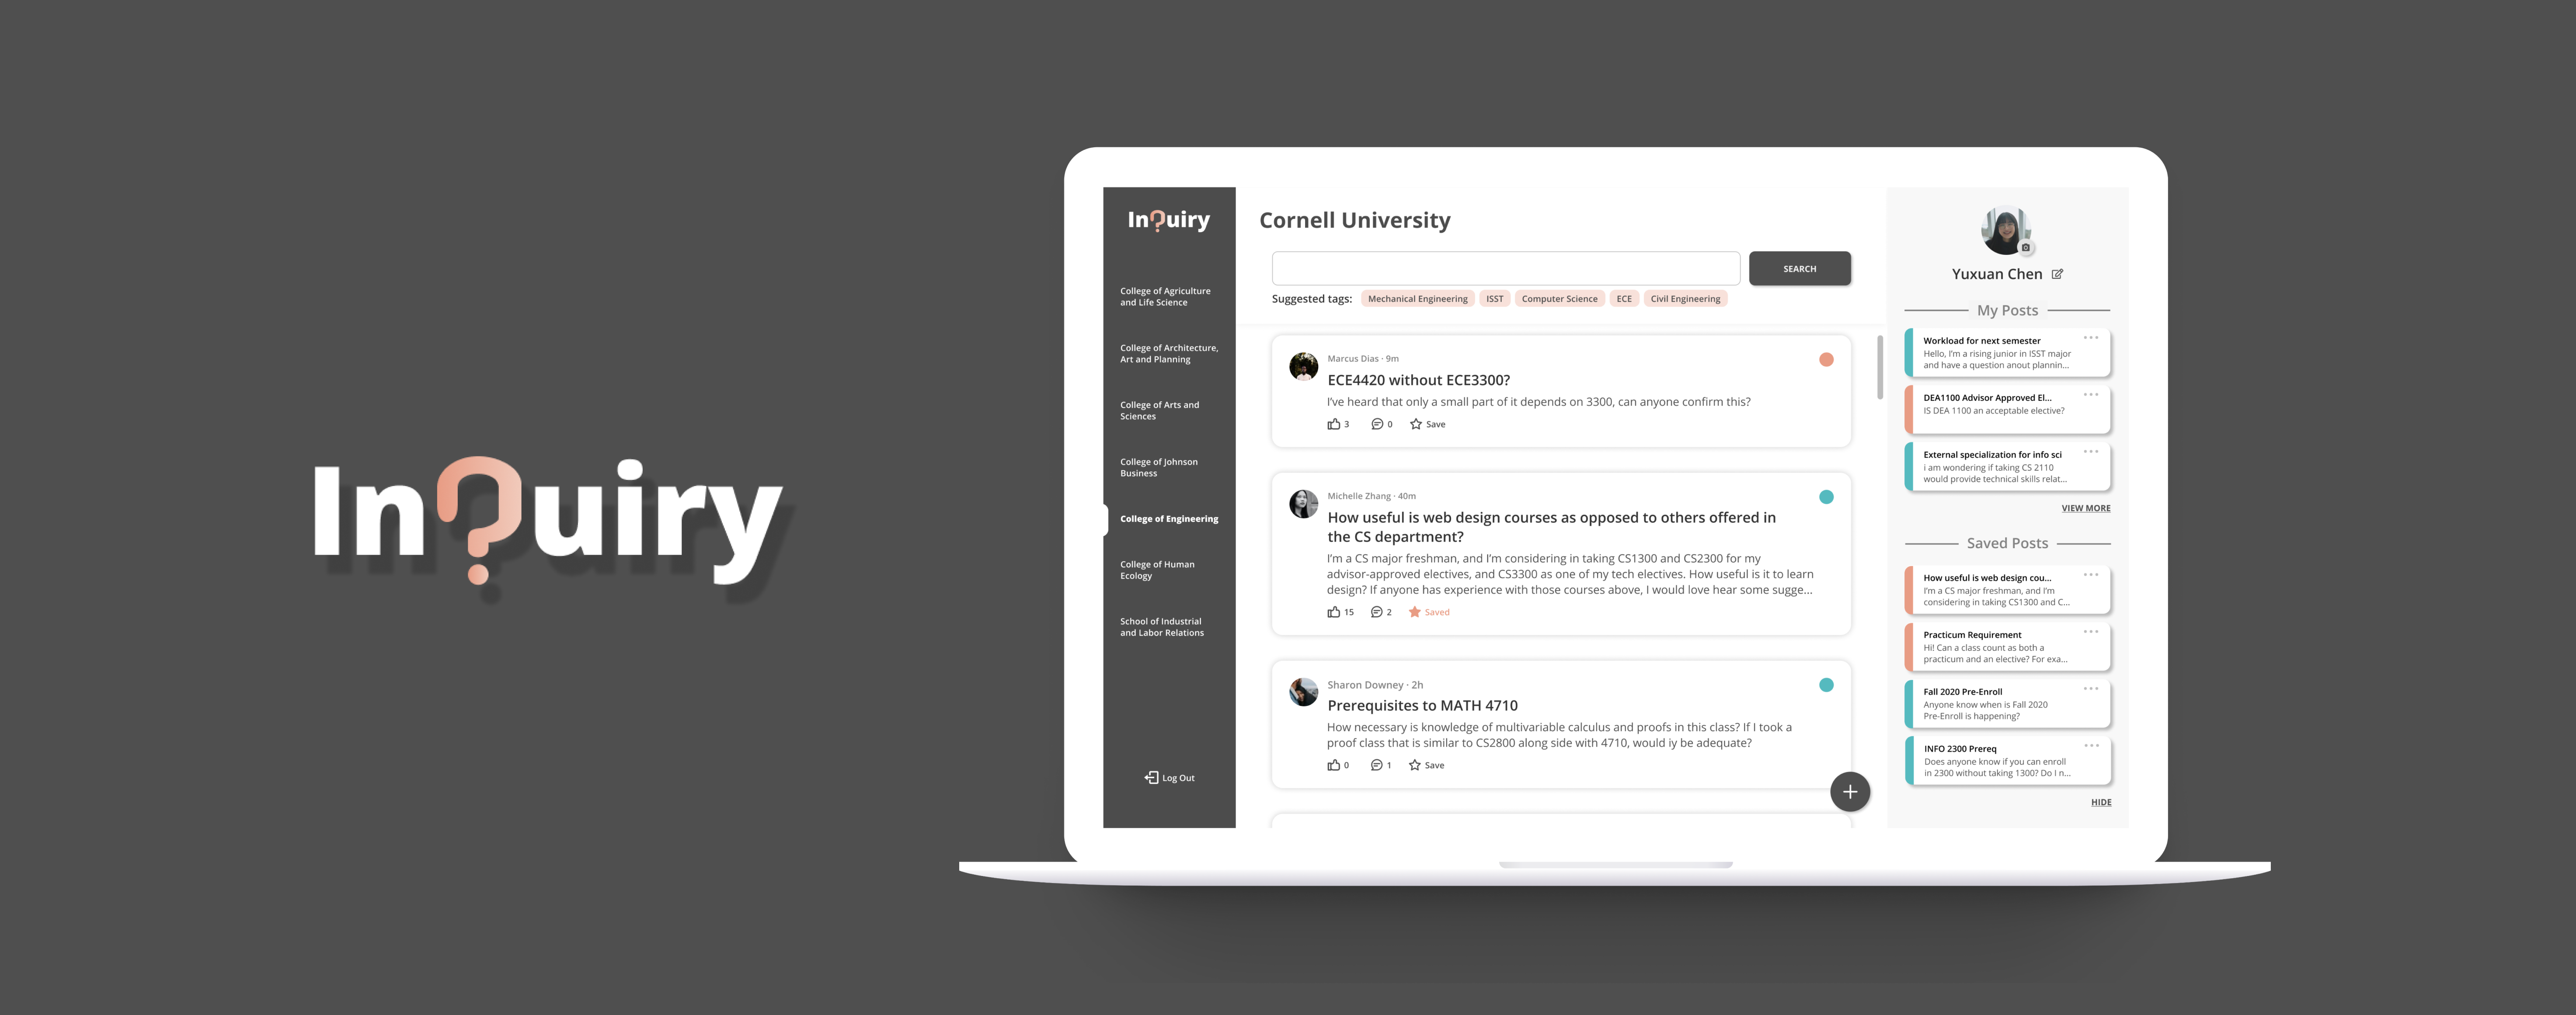 In?uiry
In?uiry
College of Agriculture
and Life Science
College of Architecture,
Art and Planning
College of Arts and
Sciences
College of Johnson
Business
College of Engineering
College of Human
Ecology
School of Industrial
and Labor Relations
Log Out
Cornell University
SEARCH
Suggested tags: Mechanical Engineering ISST Computer Science ECE Civil Engineering
Marcus Dias · 9m
ECE4420 without ECE3300?
I've heard that only a small part of it depends on 3300, can anyone confirm this?
3 0 Save
Michelle Zhang · 40m
How useful is web design courses as opposed to others offered in
the CS department?
I'm a CS major freshman, and I'm considering in taking CS1300 and CS2300 for my
advisor-approved electives, and CS3300 as one of my tech electives. How useful is it to learn
design? If anyone has experience with those courses above, I would love hear some sugge...
15 2 Saved
Sharon Downey · 2h
Prerequisites to MATH 4710
How necessary is knowledge of multivariable calculus and proofs in this class? If I took a
proof class that is similar to CS2800 along side with 4710, would iy be adequate?
0 1 Save
Yuxuan Chen
My Posts
Workload for next semester
Hello, I'm a rising junior in ISST major
and have a question anout plannin...
DEA1100 Advisor Approved El...
IS DEA 1100 an acceptable elective?
External specialization for info sci
i am wondering if taking CS 2110
would provide technical skills relat...
VIEW MORE
Saved Posts
How useful is web design cou...
I'm a CS major freshman, and I'm
considering in taking CS1300 and C...
Practicum Requirement
Hi! Can a class count as both a
practicum and an elective? For exa...
Fall 2020 Pre-Enroll
Anyone know when is Fall 2020
Pre-Enroll is happening?
INFO 2300 Prereq
Does anyone know if you can enroll
in 2300 without taking 1300? Do I n...
HIDE